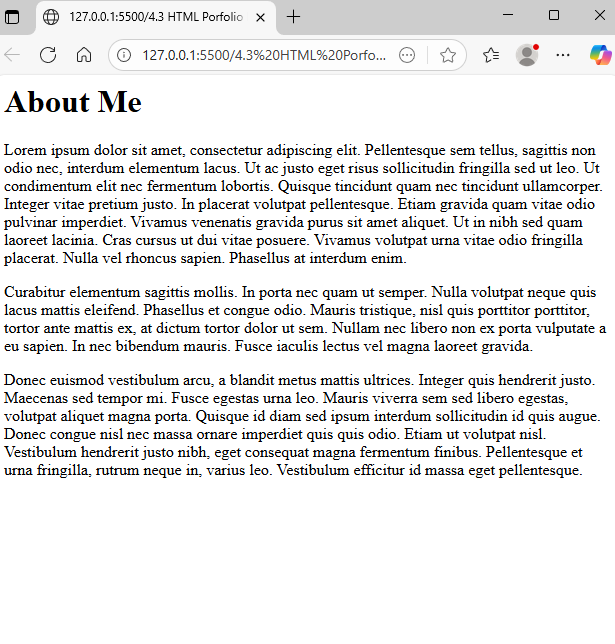 127.0.0.1:5500/4.3 HTML Porfolio
127.0.0.1:5500/4.3%20HTML%20Porfo...
About Me
Lorem ipsum dolor sit amet, consectetur adipiscing elit. Pellentesque sem tellus, sagittis non
odio nec, interdum elementum lacus. Ut ac justo eget risus sollicitudin fringilla sed ut leo. Ut
condimentum elit nec fermentum lobortis. Quisque tincidunt quam nec tincidunt ullamcorper.
Integer vitae pretium justo. In placerat volutpat pellentesque. Etiam gravida quam vitae odio
pulvinar imperdiet. Vivamus venenatis gravida purus sit amet aliquet. Ut in nibh sed quam
laoreet lacinia. Cras cursus ut dui vitae posuere. Vivamus volutpat urna vitae odio fringilla
placerat. Nulla vel rhoncus sapien. Phasellus at interdum enim.
Curabitur elementum sagittis mollis. In porta nec quam ut semper. Nulla volutpat neque quis
lacus mattis eleifend. Phasellus et congue odio. Mauris tristique, nisl quis porttitor porttitor,
tortor ante mattis ex, at dictum tortor dolor ut sem. Nullam nec libero non ex porta vulputate a
eu sapien. In nec bibendum mauris. Fusce iaculis lectus vel magna laoreet gravida.
Donec euismod vestibulum arcu, a blandit metus mattis ultrices. Integer quis hendrerit justo.
Maecenas sed tempor mi. Fusce egestas urna leo. Mauris viverra sem sed libero egestas,
volutpat aliquet magna porta. Quisque id diam sed ipsum interdum sollicitudin id quis augue.
Donec congue nisl nec massa ornare imperdiet quis quis odio. Etiam ut volutpat nisl.
Vestibulum hendrerit justo nibh, eget consequat magna fermentum finibus. Pellentesque et
urna fringilla, rutrum neque in, varius leo. Vestibulum efficitur id massa eget pellentesque.